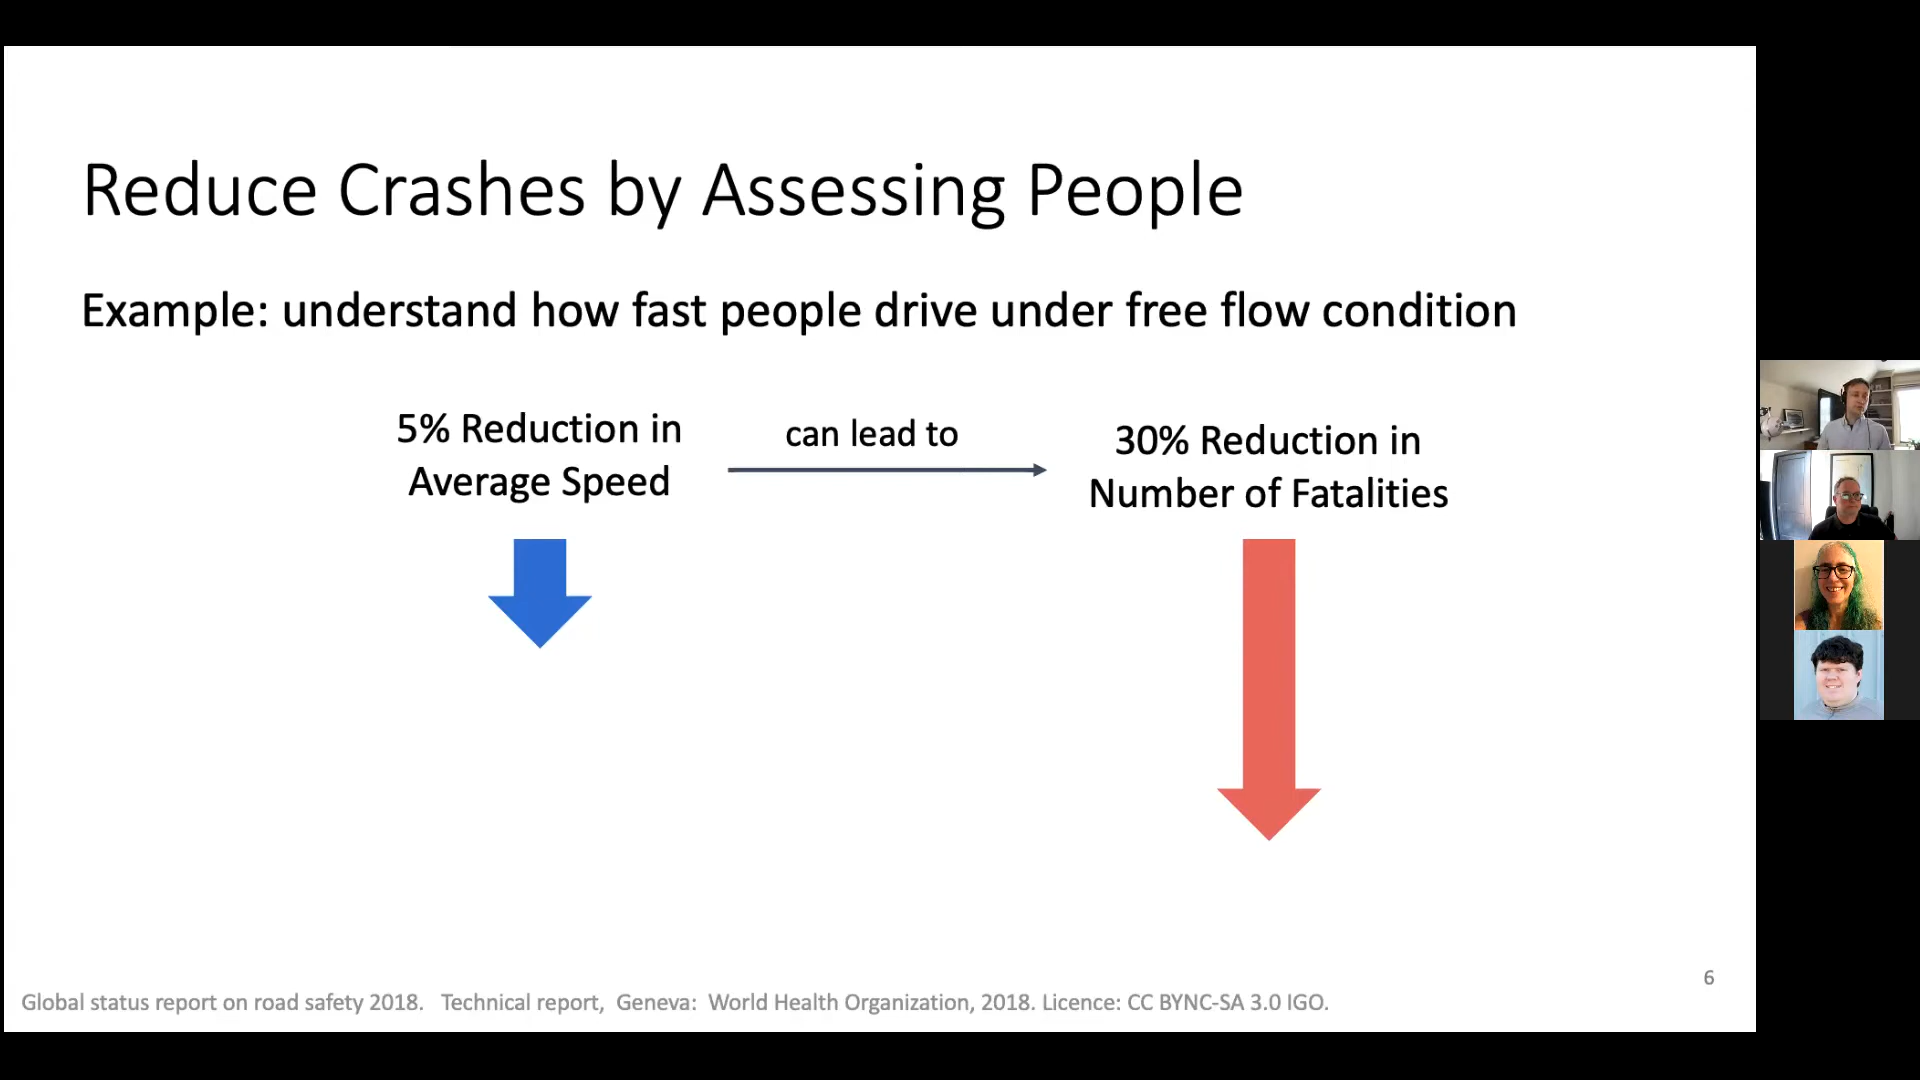 Reduce Crashes by Assessing People
Example: understand how fast people drive under free flow condition
5% Reduction in
Average Speed
can lead to
30% Reduction in
Number of Fatalities
6
Global status report on road safety 2018. Technical report, Geneva: World Health Organization, 2018. Licence: CC BYNC-SA 3.0 IGO.